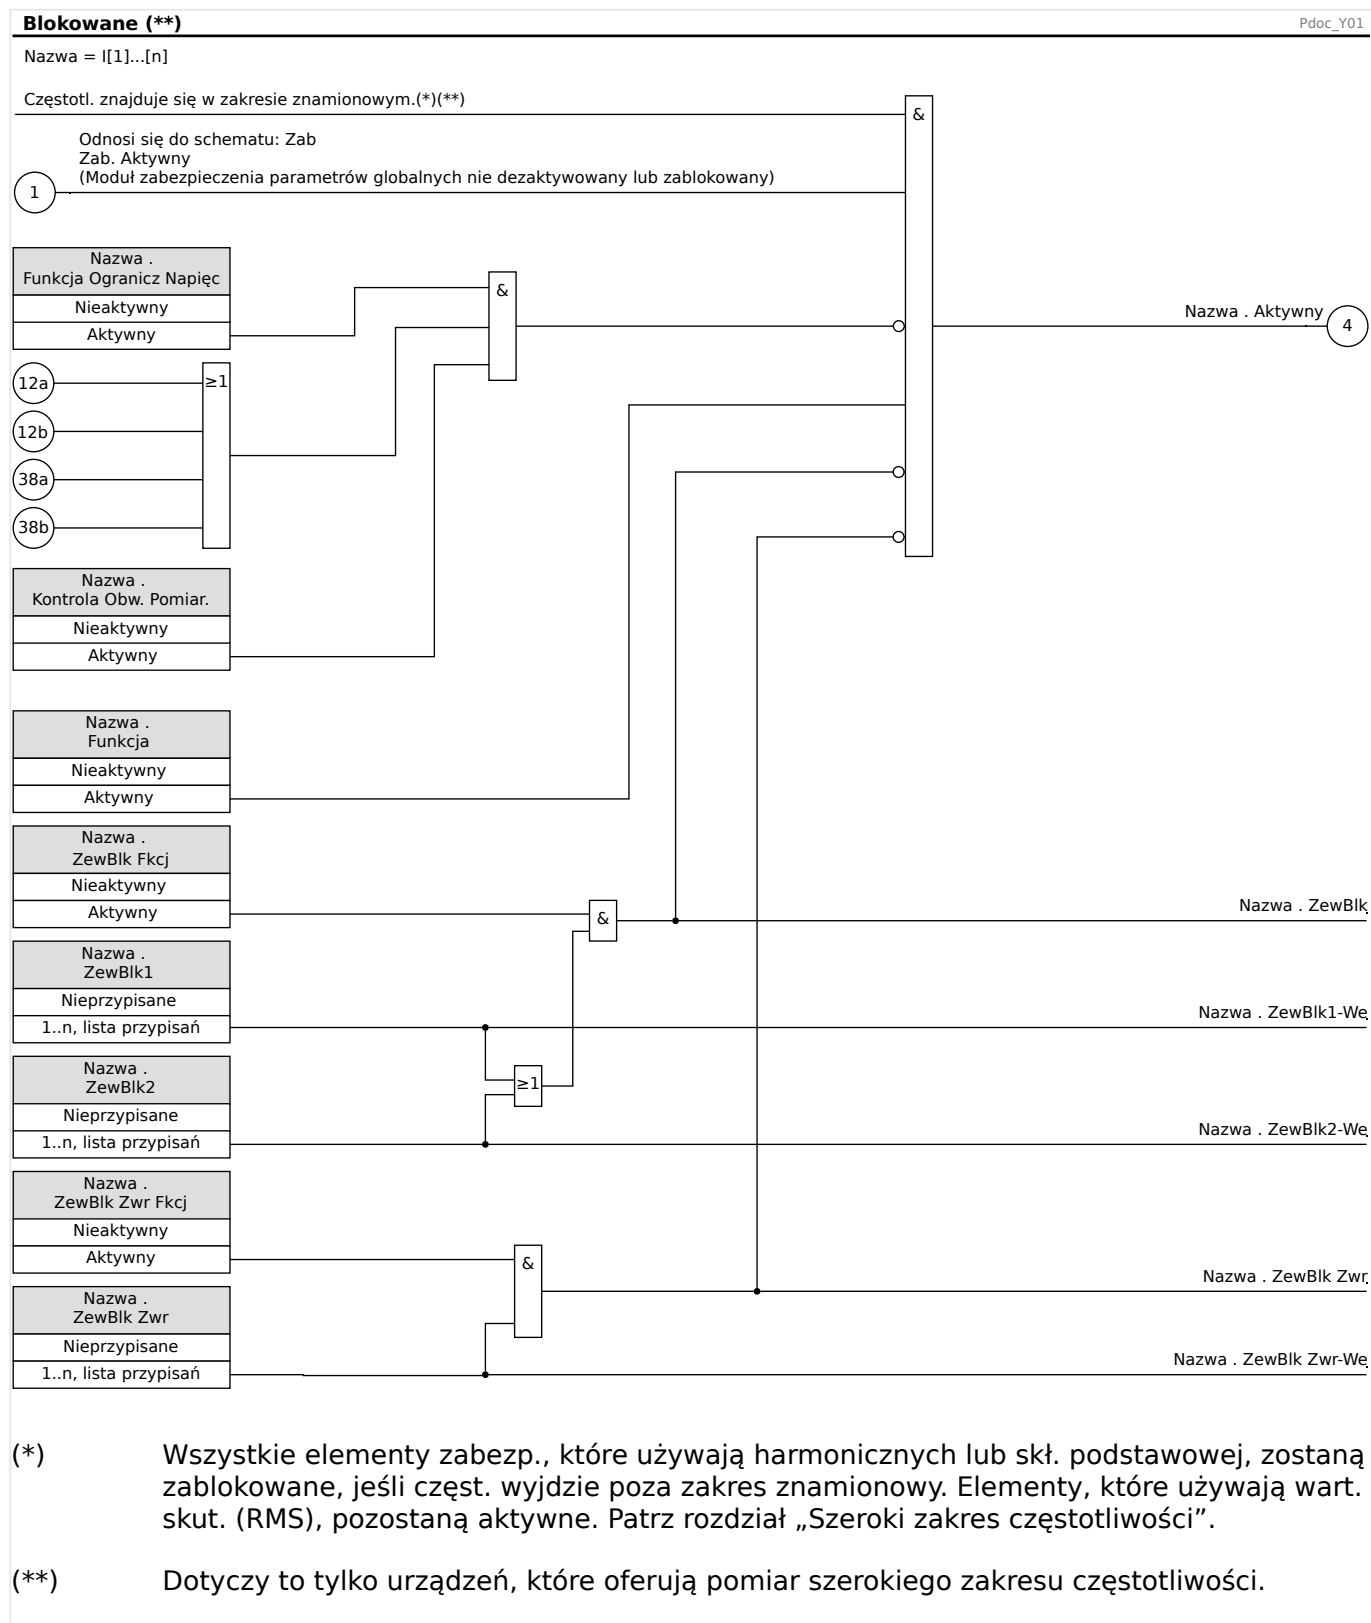 Blokowane (**)
Pdoc_Y01
Nazwa = I[1]...[n]
Częstotl. znajduje się w zakresie znamionowym.(*)(**)
&
Odnosi się do schematu: Zab
Zab. Aktywny
(Moduł zabezpieczenia parametrów globalnych nie dezaktywowany lub zablokowany)
1
Nazwa .
Funkcja Ogranicz Napięc
Nieaktywny
Aktywny
&
Nazwa . Aktywny
4
12a
≥1
12b
38a
38b
Nazwa .
Kontrola Obw. Pomiar.
Nieaktywny
Aktywny
Nazwa .
Funkcja
Nieaktywny
Aktywny
Nazwa .
ZewBlk Fkcj
Nieaktywny
Aktywny
&
Nazwa . ZewBlk
Nazwa .
ZewBlk1
Nieprzypisane
1..n, lista przypisań
Nazwa . ZewBlk1-We
Nazwa .
ZewBlk2
≥1
Nieprzypisane
1..n, lista przypisań
Nazwa . ZewBlk2-We
Nazwa .
ZewBlk Zwr Fkcj
Nieaktywny
Aktywny
&
Nazwa . ZewBlk Zwr
Nazwa .
ZewBlk Zwr
Nieprzypisane
1..n, lista przypisań
Nazwa . ZewBlk Zwr-We
(*) Wszystkie elementy zabezp., które używają harmonicznych lub skł. podstawowej, zostaną
zablokowane, jeśli częst. wyjdzie poza zakres znamionowy. Elementy, które używają wart.
skut. (RMS), pozostaną aktywne. Patrz rozdział „Szeroki zakres częstotliwości”.
(**) Dotyczy to tylko urządzeń, które oferują pomiar szerokiego zakresu częstotliwości.